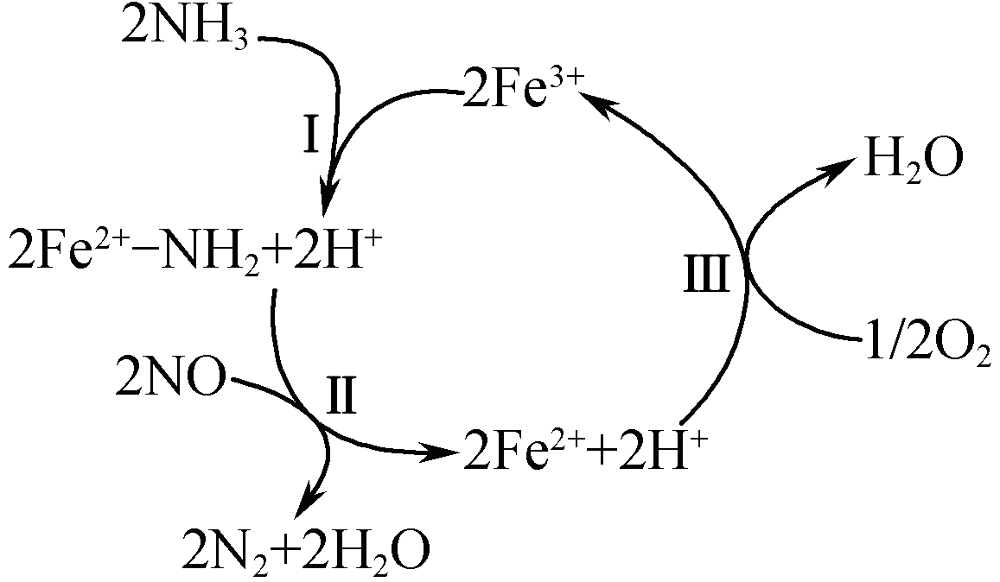 2NH₃
2Fe³⁺
I
H₂O
2Fe²⁺−NH₂+2H⁺
III
1/2O₂
2NO
II
2Fe²⁺+2H⁺
2N₂+2H₂O